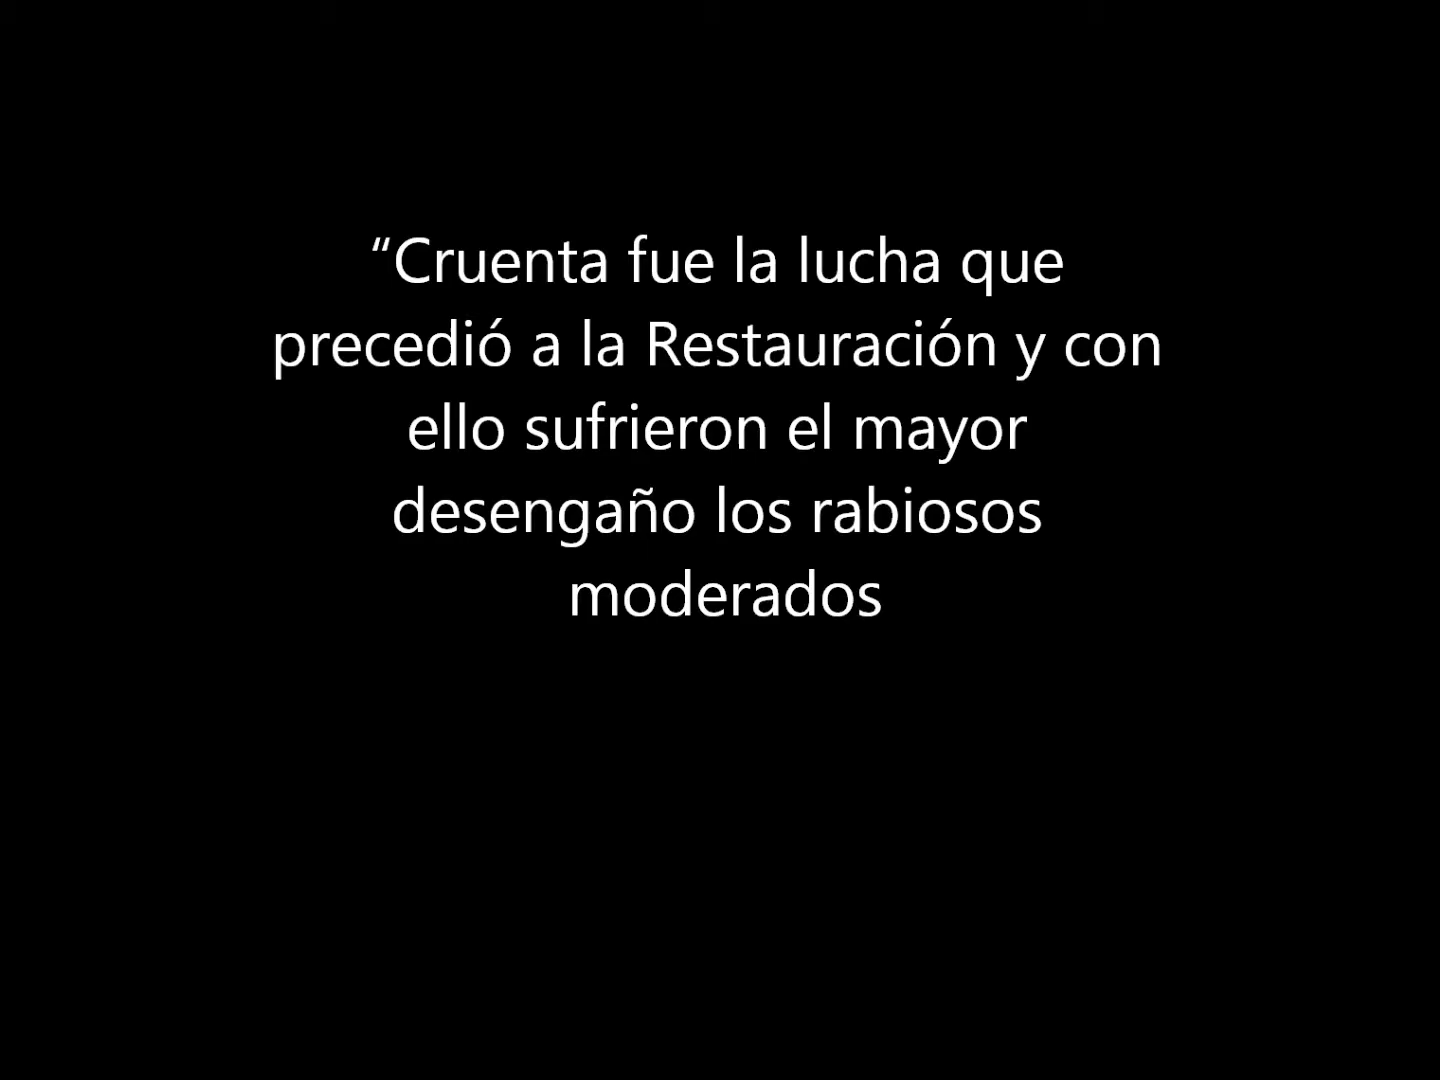 “Cruenta fue la lucha que
precedió a la Restauración y con
ello sufrieron el mayor
desengaño los rabiosos
moderados